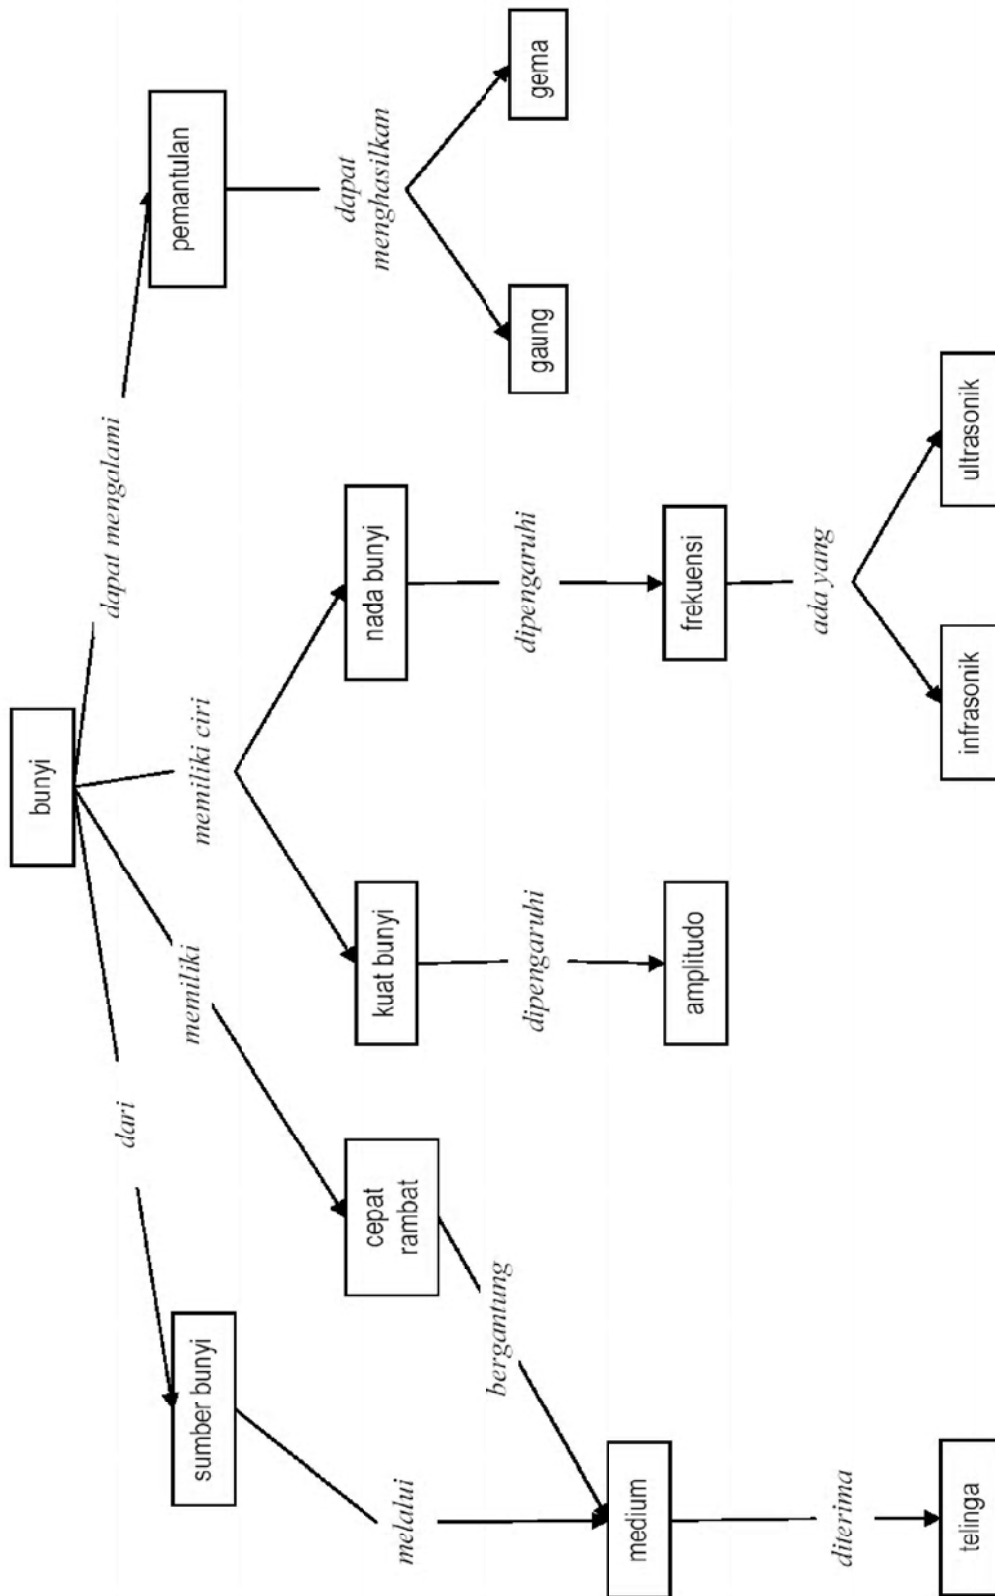 bunyi
dari
memiliki
memiliki ciri
dapat mengalami
sumber bunyi
pemantulan
melalui
cepat
rambat
kuat bunyi
nada bunyi
dapat
menghasilkan
bergantung
dipengaruhi
dipengaruhi
gaung
gema
medium
amplitudo
frekuensi
diterima
ada yang
telinga
infrasonik
ultrasonik